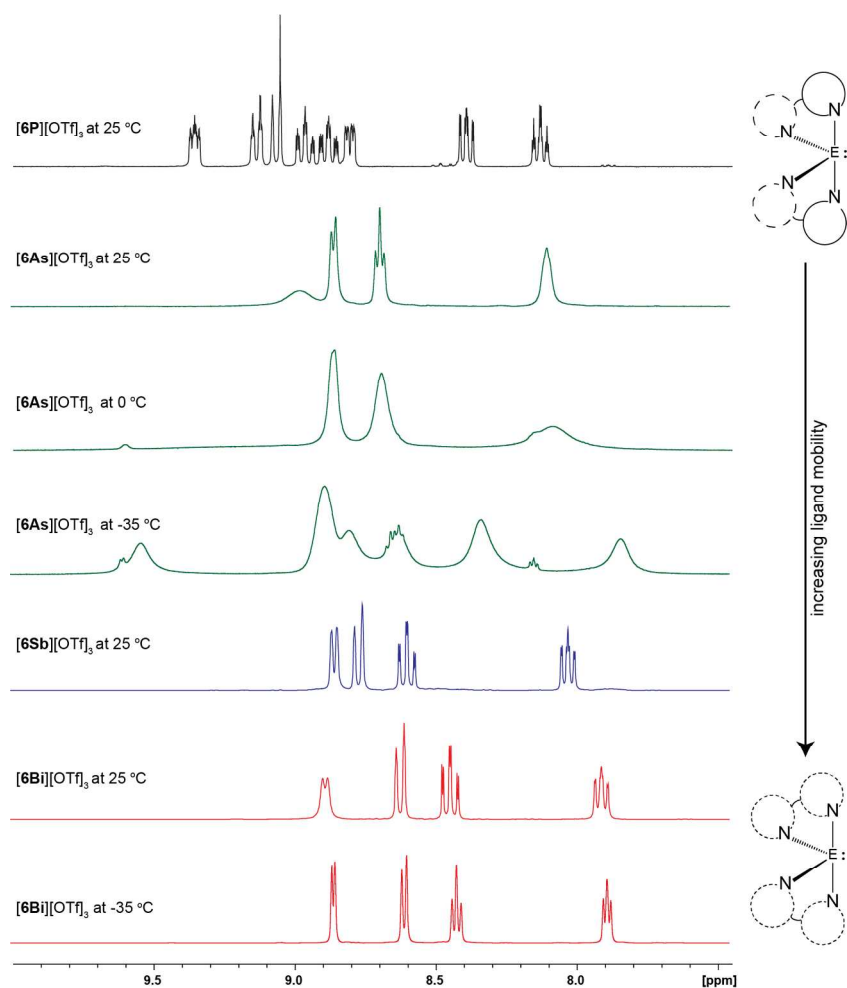 [6P][OTf]₃ at 25 °C
[6As][OTf]₃ at 25 °C
[6As][OTf]₃ at 0 °C
[6As][OTf]₃ at -35 °C
[6Sb][OTf]₃ at 25 °C
[6Bi][OTf]₃ at 25 °C
[6Bi][OTf]₃ at -35 °C
9.5 9.0 8.5 8.0 [ppm]
N
N
E:
N
N
increasing ligand mobility
N
N
E:
N
N